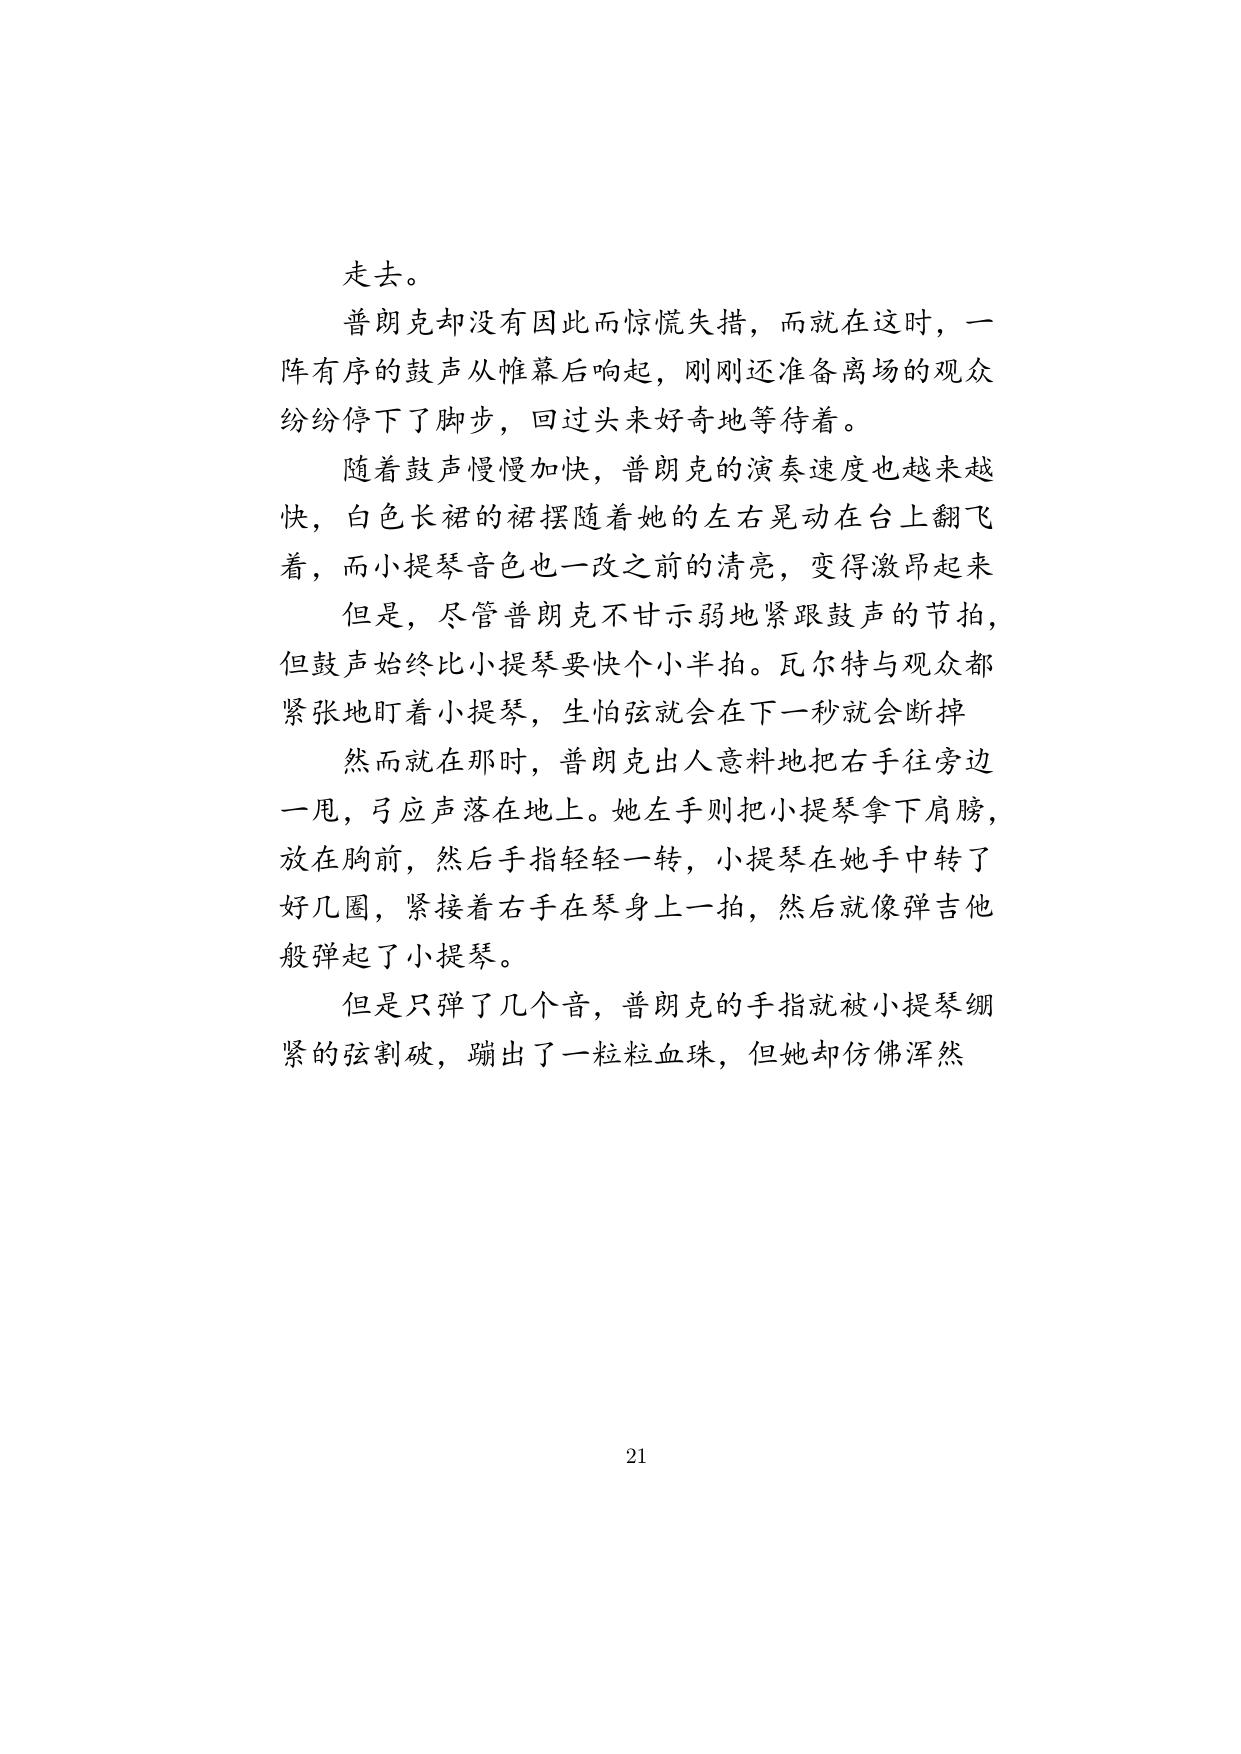 走去。
普朗克却没有因此而惊慌失措，而就在这时，一
阵有序的鼓声从帷幕后响起，刚刚还准备离场的观众
纷纷停下了脚步，回过头来好奇地等待着。
随着鼓声慢慢加快，普朗克的演奏速度也越来越
快，白色长裙的裙摆随着她的左右晃动在台上翻飞
着，而小提琴音色也一改之前的清亮，变得激昂起来
但是，尽管普朗克不甘示弱地紧跟鼓声的节拍，
但鼓声始终比小提琴要快个小半拍。瓦尔特与观众都
紧张地盯着小提琴，生怕弦就会在下一秒就会断掉
然而就在那时，普朗克出人意料地把右手往旁边
一甩，弓应声落在地上。她左手则把小提琴拿下肩膀，
放在胸前，然后手指轻轻一转，小提琴在她手中转了
好几圈，紧接着右手在琴身上一拍，然后就像弹吉他
般弹起了小提琴。
但是只弹了几个音，普朗克的手指就被小提琴绷
紧的弦割破，蹦出了一粒粒血珠，但她却仿佛浑然
21